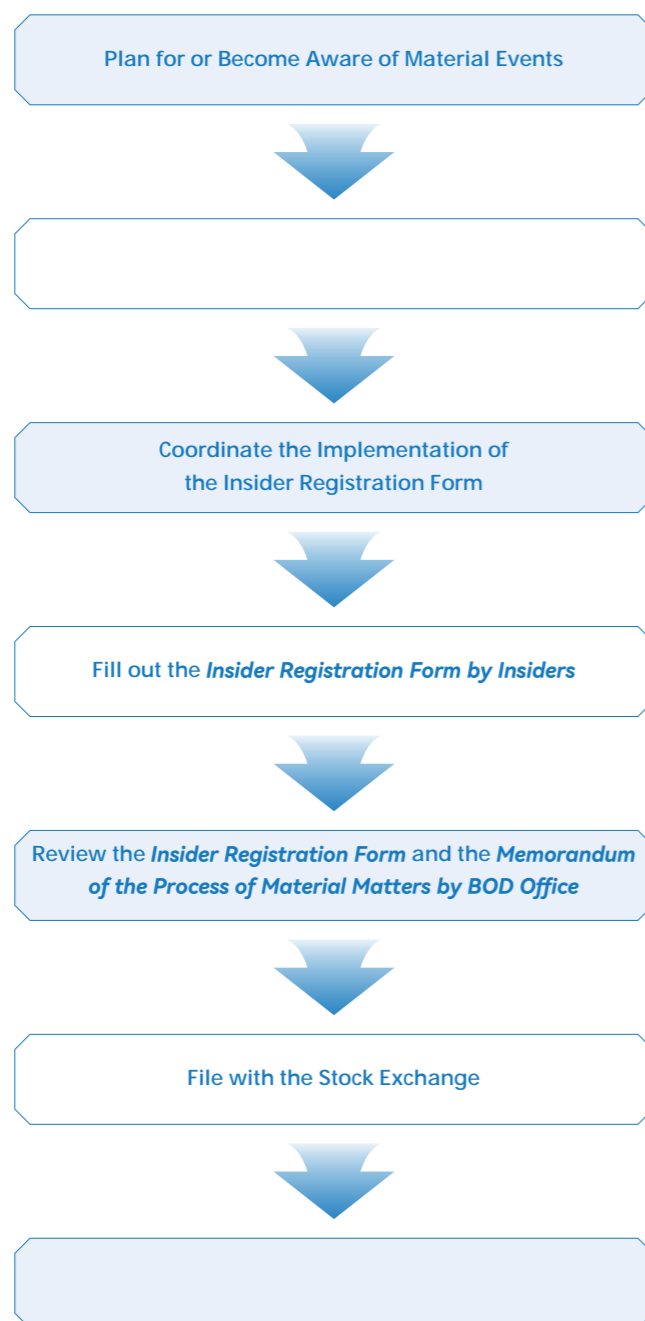 Plan for or Become Aware of Material Events
Coordinate the Implementation of
the Insider Registration Form
Fill out the Insider Registration Form by Insiders
Review the Insider Registration Form and the Memorandum
of the Process of Material Matters by BOD Office
File with the Stock Exchange